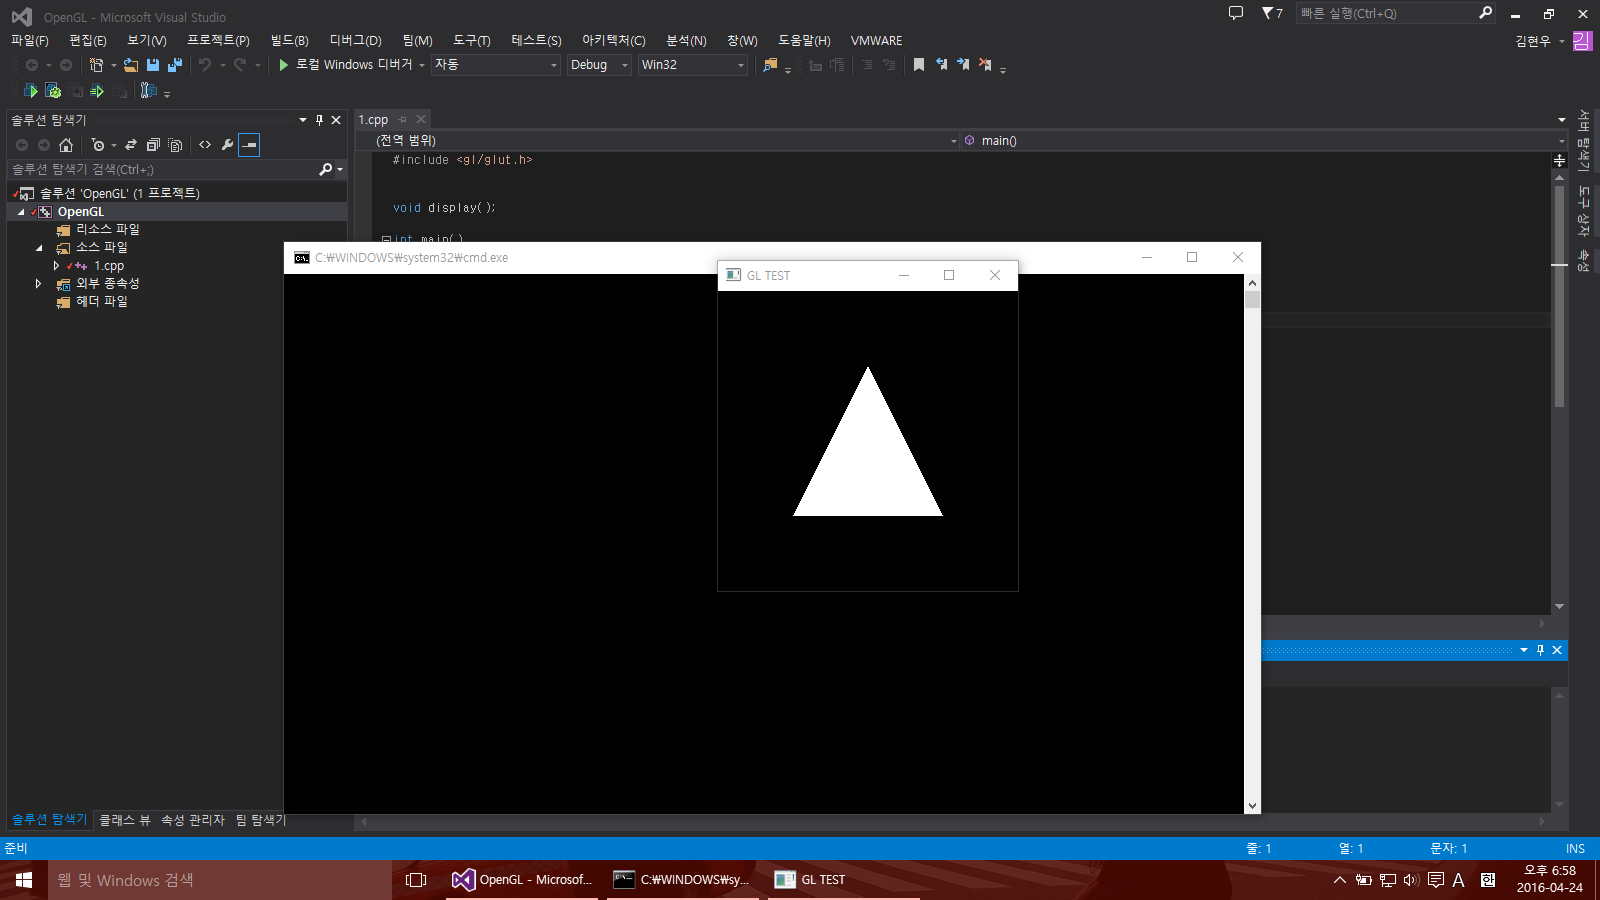 OpenGL - Microsoft Visual Studio
7
빠른 실행(Ctrl+Q)
파일(F) 편집(E) 보기(V) 프로젝트(P) 빌드(B) 디버그(D) 팀(M) 도구(T) 테스트(S) 아키텍처(C) 분석(N) 창(W) 도움말(H) VMWARE
김현우
김
로컬 Windows 디버거
자동
Debug
Win32
솔루션 탐색기
솔루션 탐색기 검색(Ctrl+;)
솔루션 'OpenGL' (1 프로젝트)
OpenGL
리소스 파일
소스 파일
1.cpp
외부 종속성
헤더 파일
1.cpp
(전역 범위)
main()
#include <gl/glut.h>
void display();
int main()
C:₩WINDOWS₩system32₩cmd.exe
GL TEST
서버 탐색기
도구 상자
속성
솔루션 탐색기 클래스 뷰 속성 관리자 팀 탐색기
준비
줄: 1
열: 1
문자: 1
INS
웹 및 Windows 검색
OpenGL - Microsof...
C:₩WINDOWS₩sy...
GL TEST
A
한
오후 6:58
2016-04-24